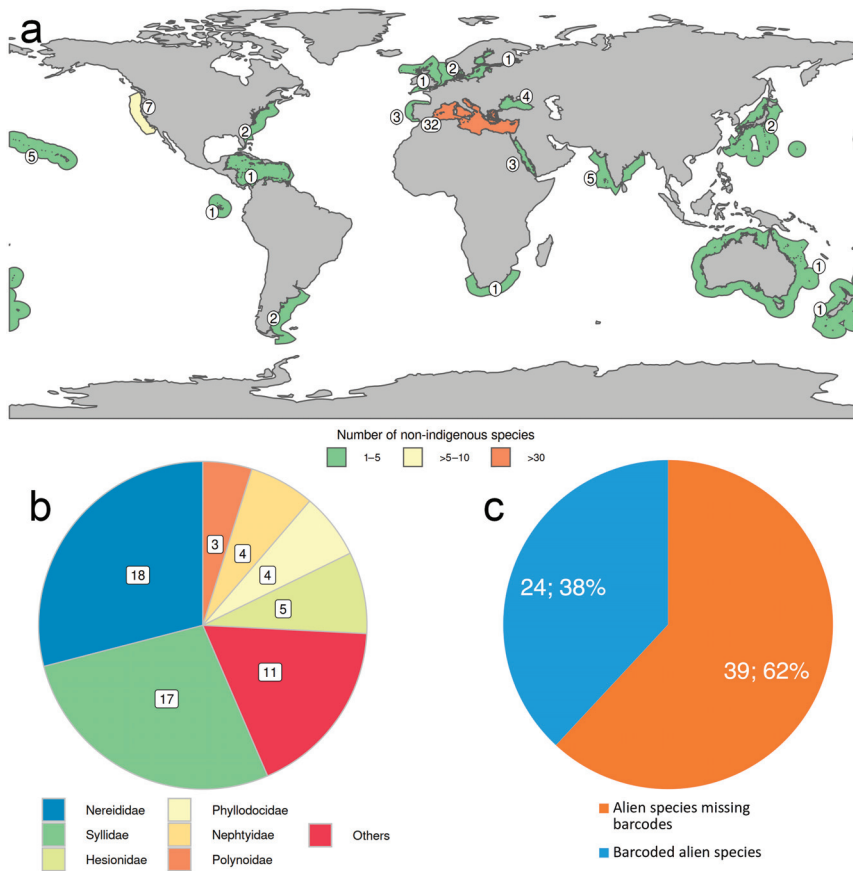 a
1
2
1
7
4
3
32
2
2
5
3
5
1
1
1
1
1
2
Number of non-indigenous species
1–5 >5–10 >30
b
c
3
4
4
18
5
11
17
24; 38%
39; 62%
Nereididae Phyllodocidae
Syllidae Nephtyidae Others
Hesionidae Polynoidae
Alien species missing
barcodes
Barcoded alien species